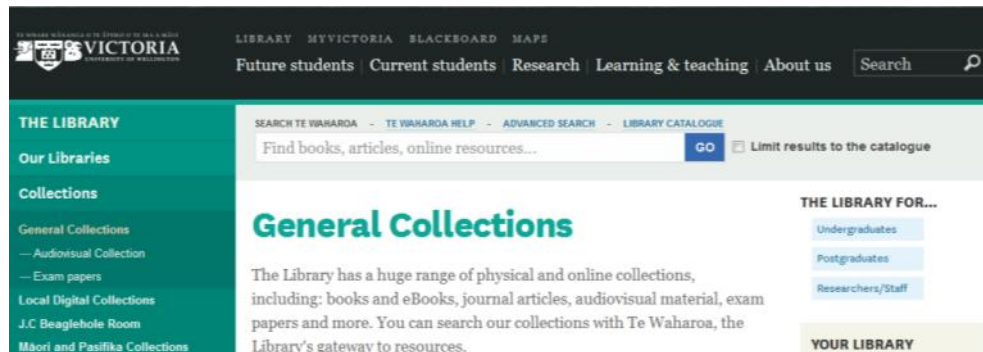 VICTORIA
UNIVERSITY OF WELLINGTON
LIBRARY MYVICTORIA BLACKBOARD MAPS
Future students | Current students | Research | Learning & teaching | About us
Search
THE LIBRARY
Our Libraries
Collections
General Collections
— Audiovisual Collection
— Exam papers
Local Digital Collections
J.C Beaglehole Room
Māori and Pasifika Collections
SEARCH TE WAHAROA - TE WAHAROA HELP - ADVANCED SEARCH - LIBRARY CATALOGUE
Find books, articles, online resources...
GO
Limit results to the catalogue
General Collections
The Library has a huge range of physical and online collections,
including: books and eBooks, journal articles, audiovisual material, exam
papers and more. You can search our collections with Te Waharoa, the
Library's gateway to resources.
THE LIBRARY FOR...
Undergraduates
Postgraduates
Researchers/Staff
YOUR LIBRARY